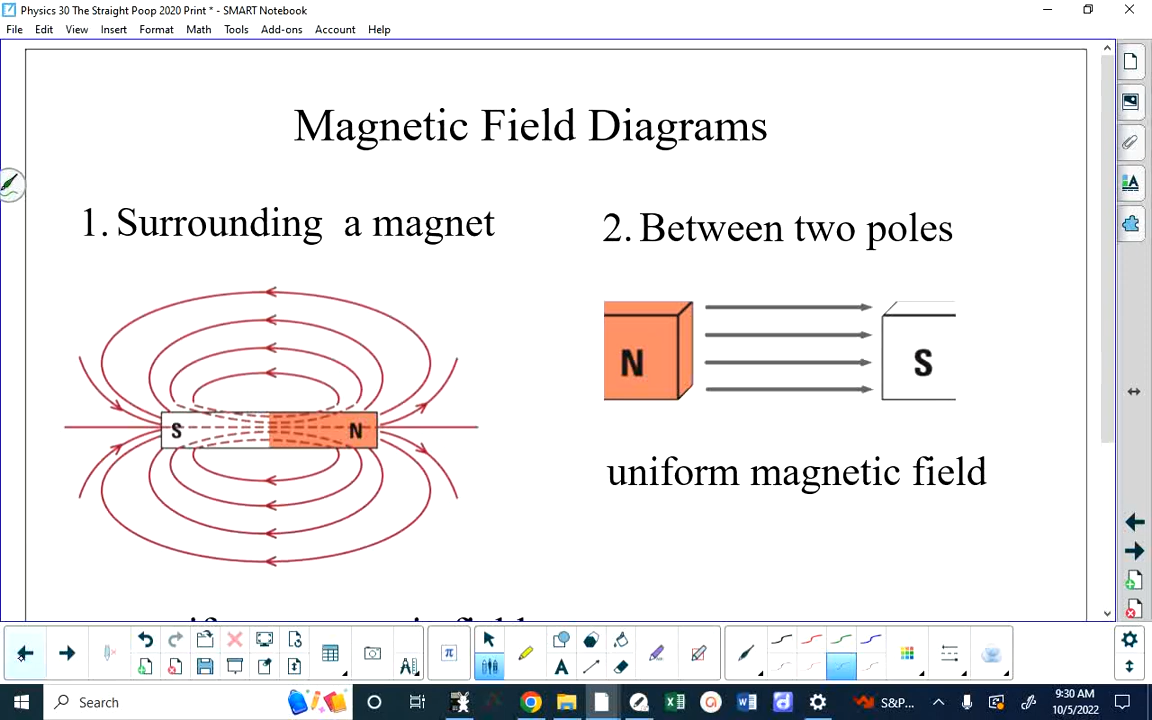 Physics 30 The Straight Poop 2020 Print * - SMART Notebook
File Edit View Insert Format Math Tools Add-ons Account Help
Magnetic Field Diagrams
1. Surrounding a magnet
2. Between two poles
S N
N S
uniform magnetic field
π
A
Search
S&P...
9:30 AM
10/5/2022